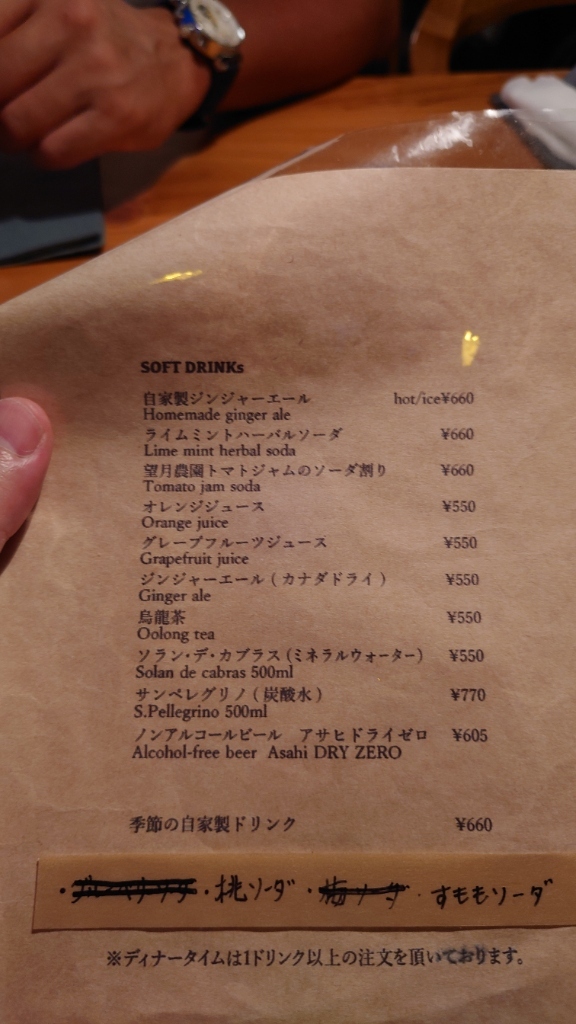 SOFT DRINKs
自家製ジンジャーエール hot/ice¥660
Homemade ginger ale
ライムミントハーバルソーダ ¥660
Lime mint herbal soda
望月農園トマトジャムのソーダ割り ¥660
Tomato jam soda
オレンジジュース ¥550
Orange juice
グレープフルーツジュース ¥550
Grapefruit juice
ジンジャーエール(カナダドライ) ¥550
Ginger ale
烏龍茶 ¥550
Oolong tea
ソラン・デ・カブラス(ミネラルウォーター) ¥550
Solan de cabras 500ml
サンペレグリノ(炭酸水) ¥770
S.Pellegrino 500ml
ノンアルコールビール アサヒドライゼロ ¥605
Alcohol-free beer Asahi DRY ZERO
季節の自家製ドリンク ¥660
・桃ソーダ ・梅ソーダ ・すももソーダ
※ディナータイムは1ドリンク以上の注文を頂いております。